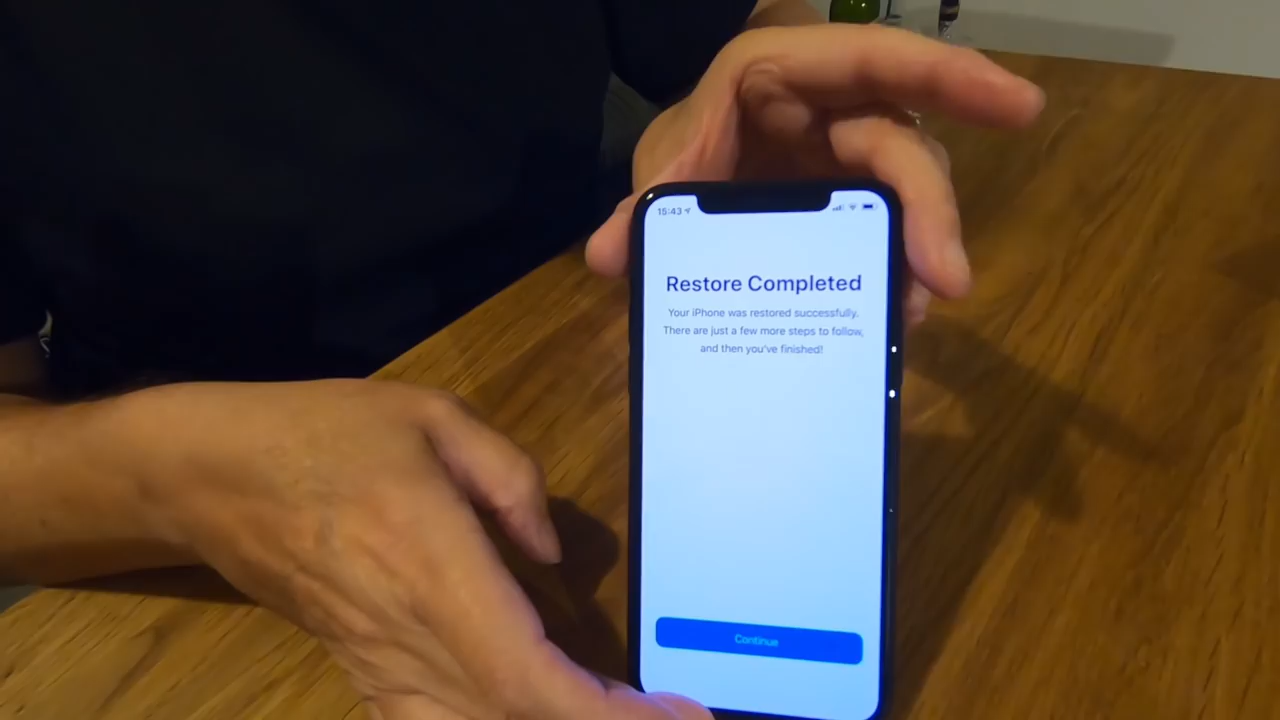 15:43
Restore Completed
Your iPhone was restored successfully.
There are just a few more steps to follow,
and then you've finished!
Continue